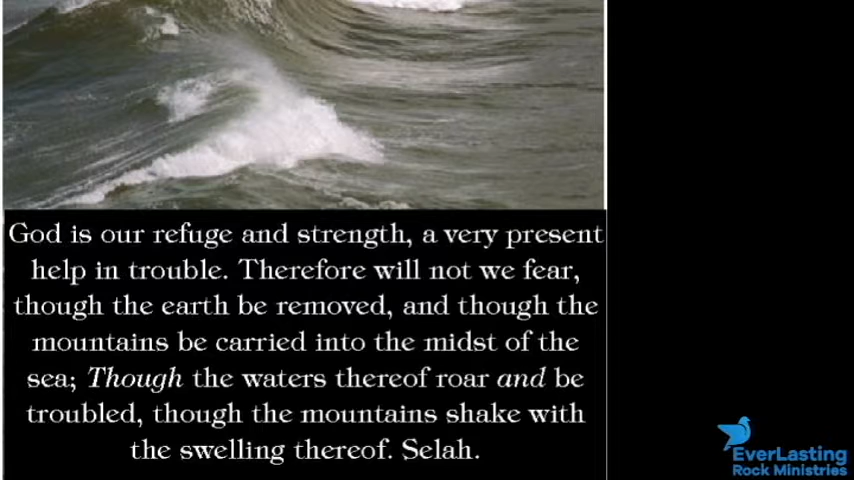 God is our refuge and strength, a very present
help in trouble. Therefore will not we fear,
though the earth be removed, and though the
mountains be carried into the midst of the
sea; Though the waters thereof roar and be
troubled, though the mountains shake with
the swelling thereof. Selah.
EverLasting
Rock Ministries